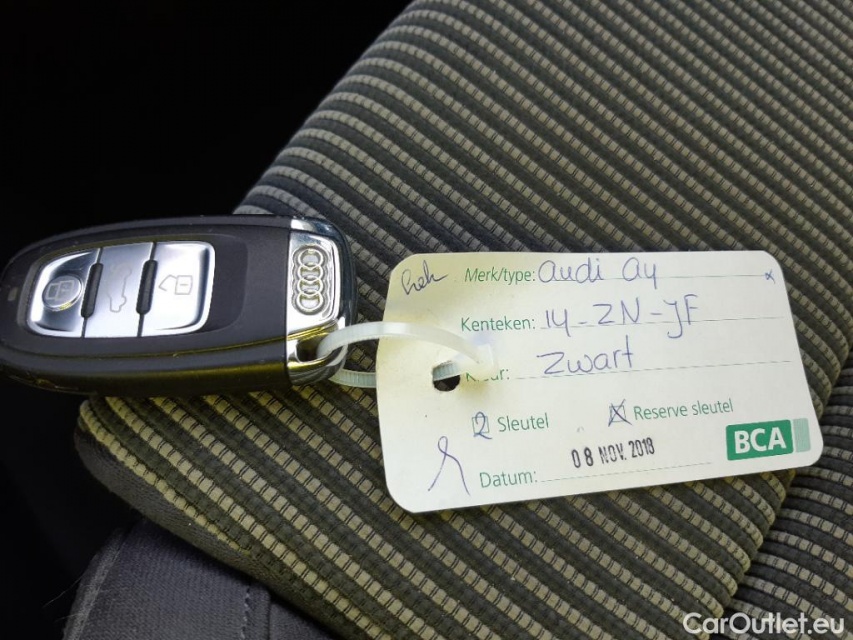 Merk/type: Audi A4
Kenteken: 14-ZN-JF
Zwart
2 Sleutel
X Reserve sleutel
BCA
Datum: 08 NOV. 2018
CarOutlet.eu